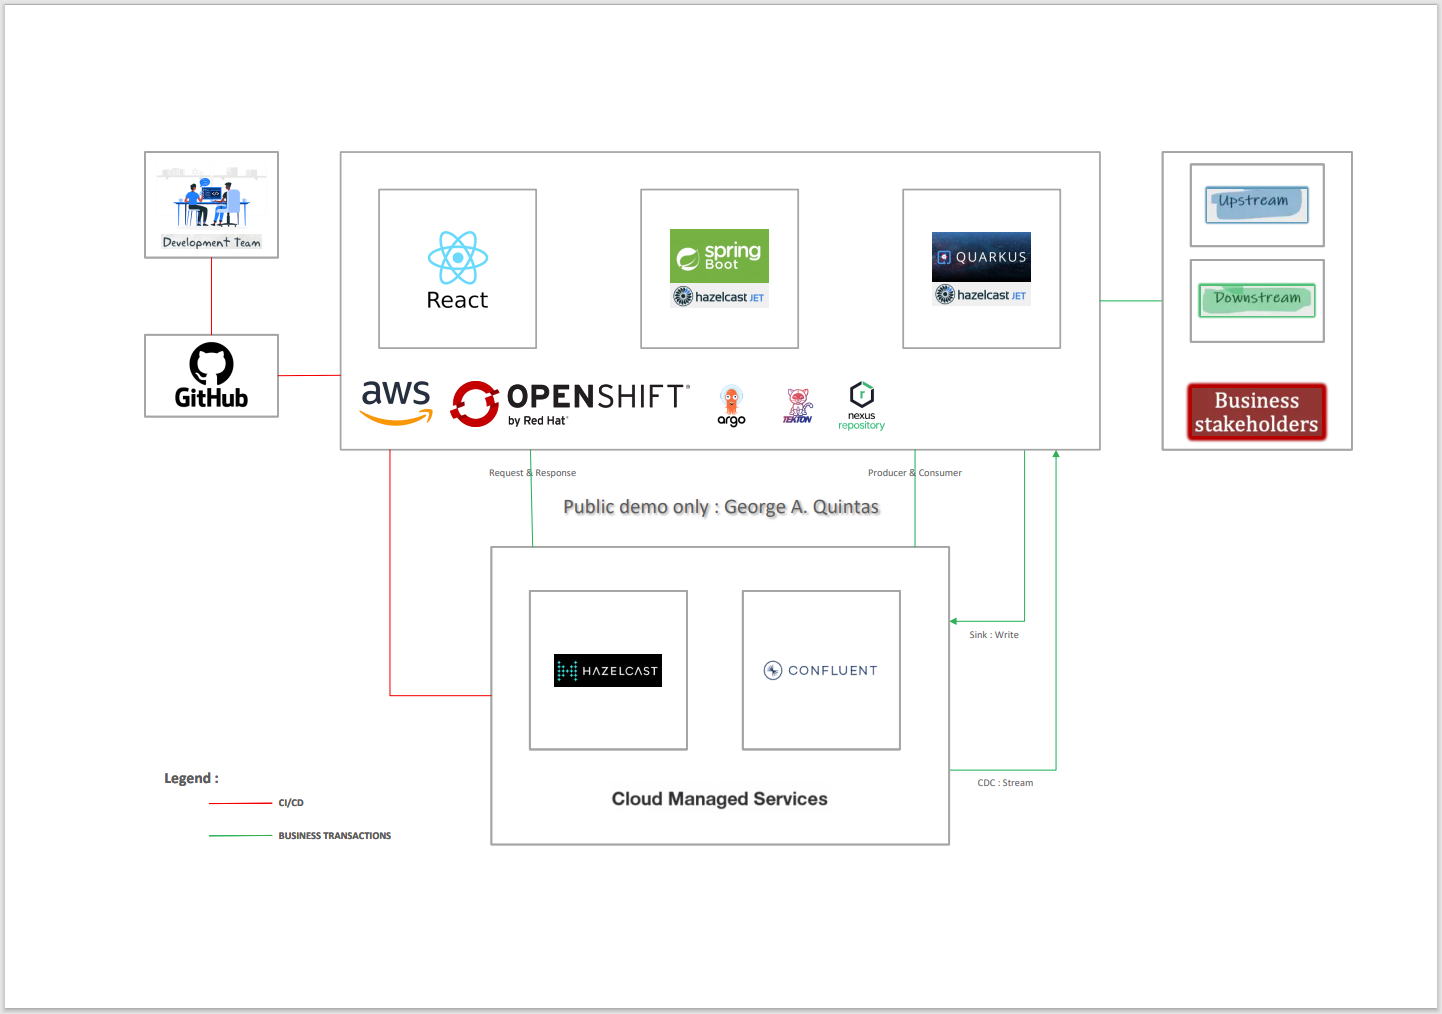 Development Team
GitHub
React
spring
Boot
hazelcast JET
QUARKUS
hazelcast JET
aws
OPENSHIFT®
by Red Hat®
argo
TEKTON
r
nexus
repository
Upstream
Downstream
Business
stakeholders
Request & Response
Producer & Consumer
Public demo only : George A. Quintas
HAZELCAST
CONFLUENT
Cloud Managed Services
Sink : Write
CDC : Stream
Legend :
CI/CD
BUSINESS TRANSACTIONS